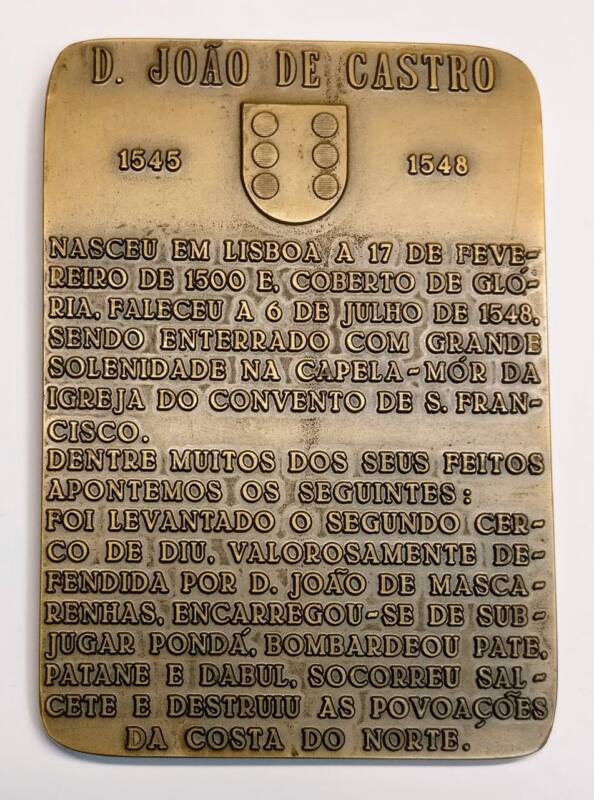 D. JOÃO DE CASTRO
1545 1548
NASCEU EM LISBOA A 17 DE FEVE-
REIRO DE 1500 E, COBERTO DE GLÓ-
RIA, FALECEU A 6 DE JULHO DE 1548,
SENDO ENTERRADO COM GRANDE
SOLENIDADE NA CAPELA-MÓR DA
IGREJA DO CONVENTO DE S. FRAN-
CISCO.
DENTRE MUITOS DOS SEUS FEITOS
APONTEMOS OS SEGUINTES:
FOI LEVANTADO O SEGUNDO CER-
CO DE DIU, VALOROSAMENTE DE-
FENDIDA POR D. JOÃO DE MASCA-
RENHAS, ENCARREGOU-SE DE SUB-
JUGAR PONDÁ, BOMBARDEOU PATE,
PATANE E DABUL, SOCORREU SAL-
CETE E DESTRUIU AS POVOAÇÕES
DA COSTA DO NORTE.